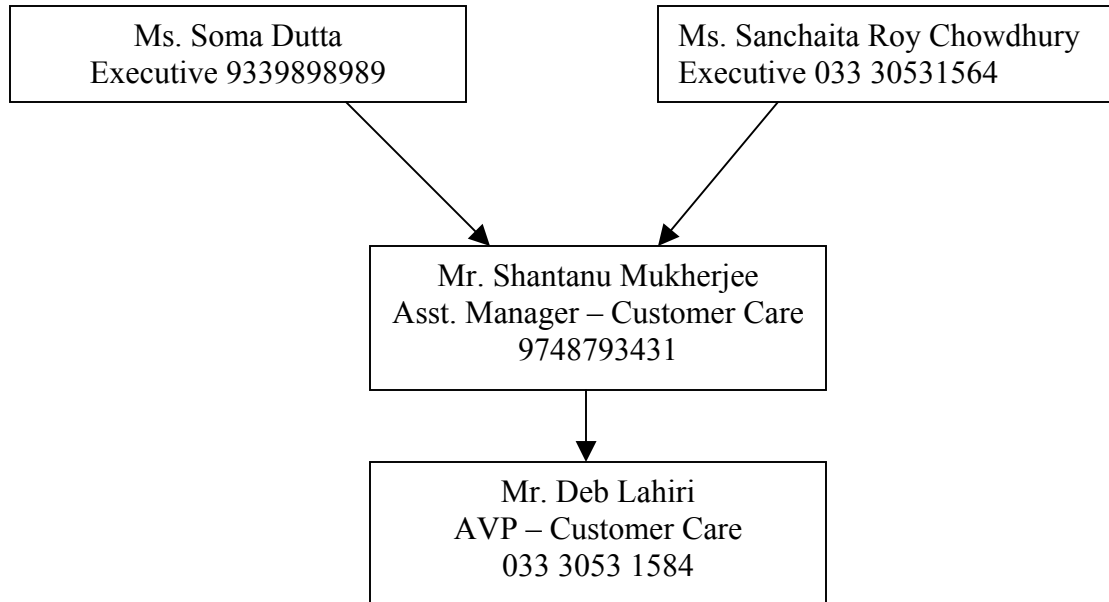 Ms. Soma Dutta
Executive 9339898989
Ms. Sanchaita Roy Chowdhury
Executive 033 30531564
Mr. Shantanu Mukherjee
Asst. Manager – Customer Care
9748793431
Mr. Deb Lahiri
AVP – Customer Care
033 3053 1584